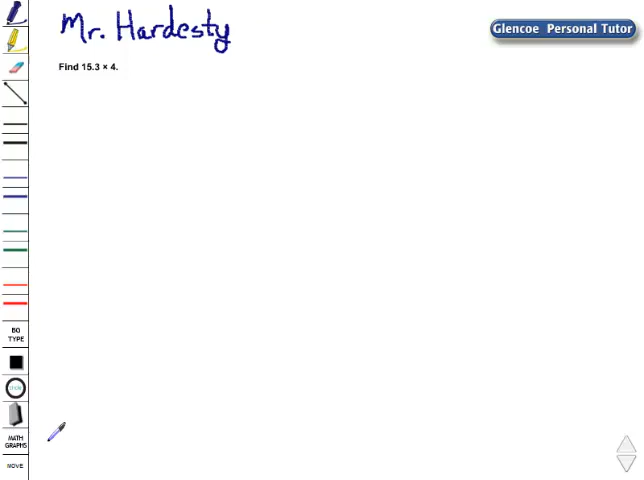 Mr. Hardesty
Glencoe Personal Tutor
Find 15.3 × 4.
BG
TYPE
MATH
GRAPHS
MOVE